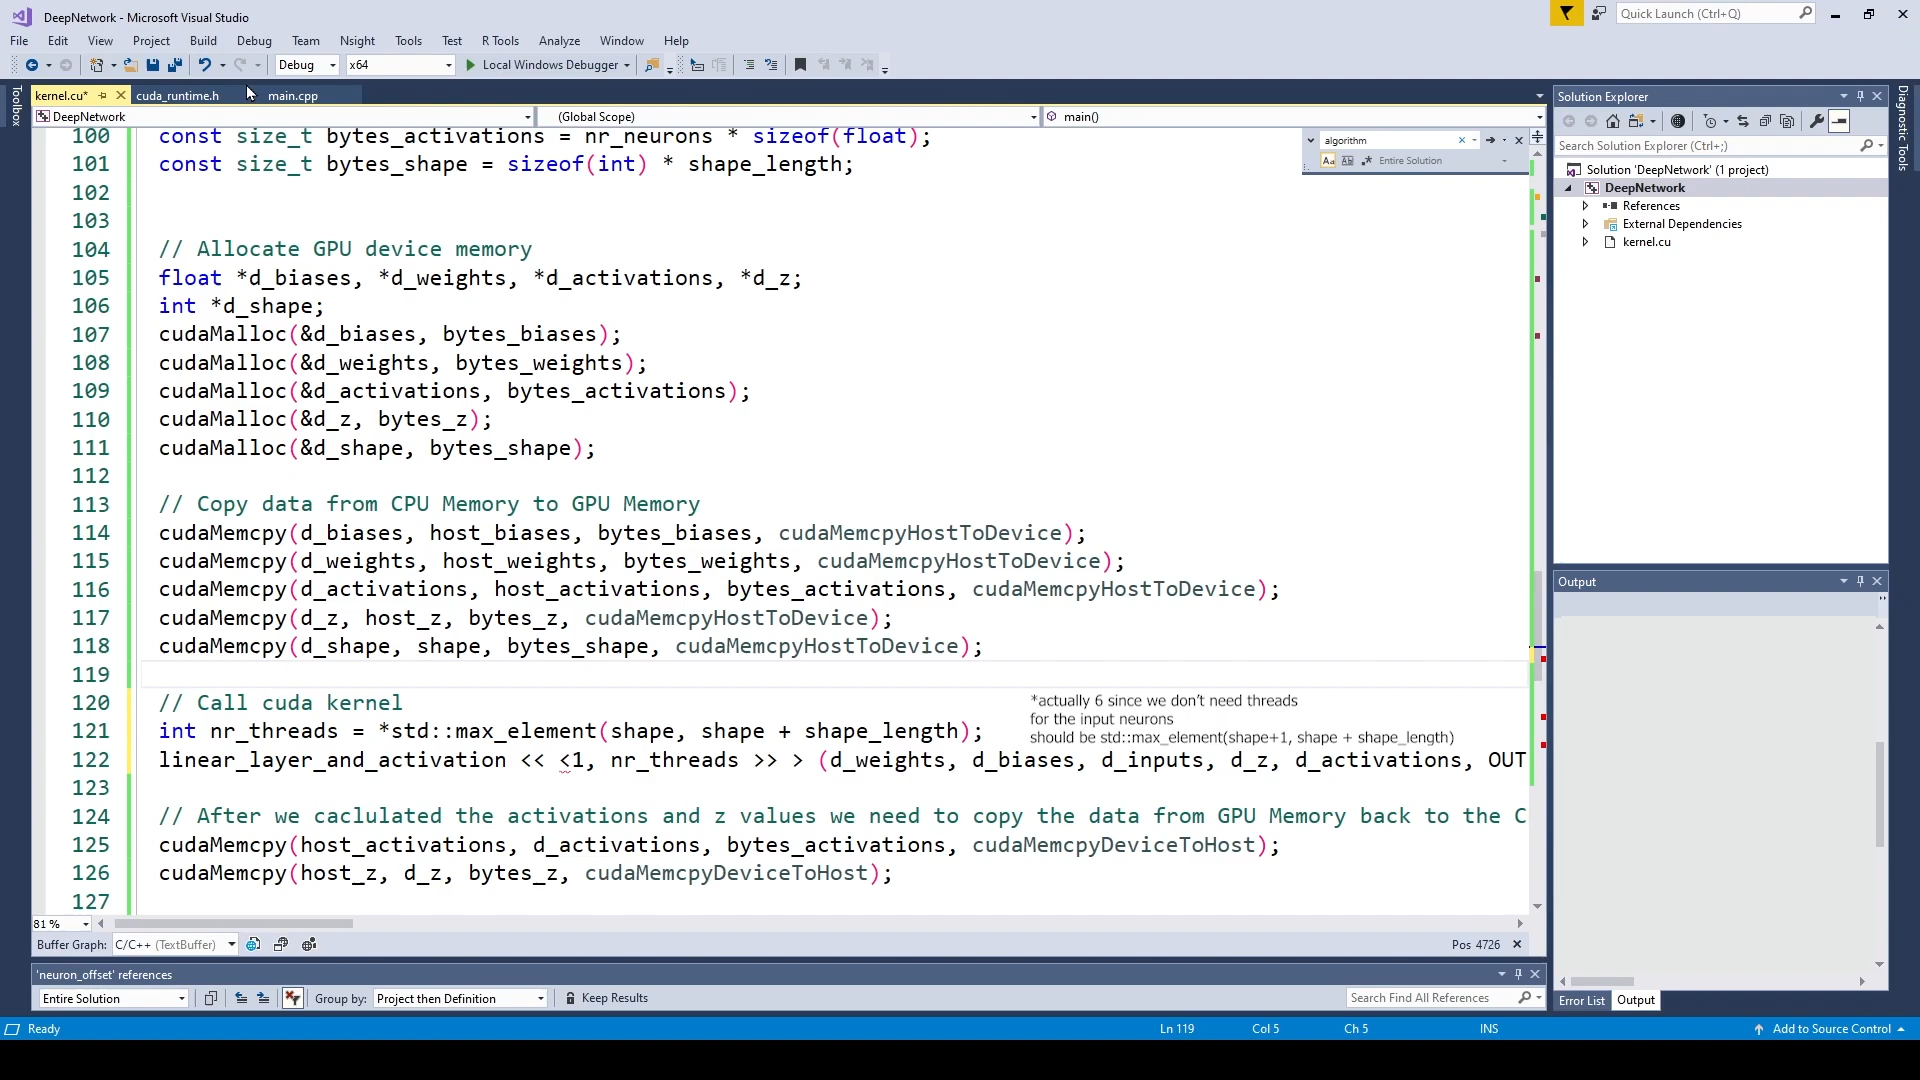 DeepNetwork - Microsoft Visual Studio
Quick Launch (Ctrl+Q)
File Edit View Project Build Debug Team Nsight Tools Test R Tools Analyze Window Help
Debug x64 Local Windows Debugger
Toolbox
kernel.cu* cuda_runtime.h main.cpp
DeepNetwork (Global Scope) main()
algorithm
Aa Entire Solution
100 const size_t bytes_activations = nr_neurons * sizeof(float);
101 const size_t bytes_shape = sizeof(int) * shape_length;
102
103
104 // Allocate GPU device memory
105 float *d_biases, *d_weights, *d_activations, *d_z;
106 int *d_shape;
107 cudaMalloc(&d_biases, bytes_biases);
108 cudaMalloc(&d_weights, bytes_weights);
109 cudaMalloc(&d_activations, bytes_activations);
110 cudaMalloc(&d_z, bytes_z);
111 cudaMalloc(&d_shape, bytes_shape);
112
113 // Copy data from CPU Memory to GPU Memory
114 cudaMemcpy(d_biases, host_biases, bytes_biases, cudaMemcpyHostToDevice);
115 cudaMemcpy(d_weights, host_weights, bytes_weights, cudaMemcpyHostToDevice);
116 cudaMemcpy(d_activations, host_activations, bytes_activations, cudaMemcpyHostToDevice);
117 cudaMemcpy(d_z, host_z, bytes_z, cudaMemcpyHostToDevice);
118 cudaMemcpy(d_shape, shape, bytes_shape, cudaMemcpyHostToDevice);
119
120 // Call cuda kernel
121 int nr_threads = *std::max_element(shape, shape + shape_length);
122 linear_layer_and_activation << <1, nr_threads >> > (d_weights, d_biases, d_inputs, d_z, d_activations, OUT
123
124 // After we caclulated the activations and z values we need to copy the data from GPU Memory back to the C
125 cudaMemcpy(host_activations, d_activations, bytes_activations, cudaMemcpyDeviceToHost);
126 cudaMemcpy(host_z, d_z, bytes_z, cudaMemcpyDeviceToHost);
127
*actually 6 since we don't need threads
for the input neurons
should be std::max_element(shape+1, shape + shape_length)
81 %
Buffer Graph: C/C++ (TextBuffer) Pos 4726
'neuron_offset' references
Entire Solution Group by: Project then Definition Keep Results Search Find All References
Solution Explorer
Search Solution Explorer (Ctrl+;)
Solution 'DeepNetwork' (1 project)
DeepNetwork
References
External Dependencies
kernel.cu
Diagnostic Tools
Output
Error List Output
Ready Ln 119 Col 5 Ch 5 INS Add to Source Control